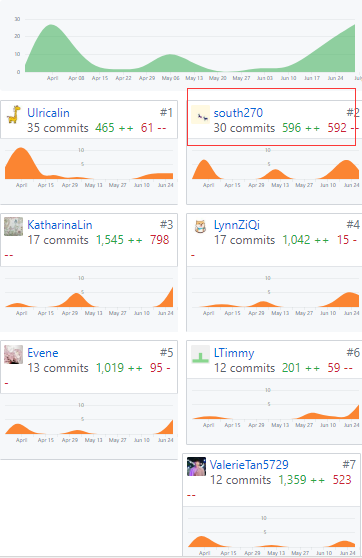 30
20
10
0
April Apr 08 Apr 15 Apr 22 Apr 29 May 06 May 13 May 20 May 27 Jun 03 Jun 10 Jun 17 Jun 24 Jul
Ulricalin #1
35 commits 465 ++ 61 --
10
5
April Apr 15 Apr 29 May 13 May 27 Jun 10 Jun 24
south270 #2
30 commits 596 ++ 592 --
10
5
April Apr 15 Apr 29 May 13 May 27 Jun 10 Jun 24
KatharinaLin #3
17 commits 1,545 ++ 798
--
10
5
April Apr 15 Apr 29 May 13 May 27 Jun 10 Jun 24
LynnZiQi #4
17 commits 1,042 ++ 15 -
-
10
5
April Apr 15 Apr 29 May 13 May 27 Jun 10 Jun 24
Evene #5
13 commits 1,019 ++ 95 -
-
10
5
April Apr 15 Apr 29 May 13 May 27 Jun 10 Jun 24
LTimmy #6
12 commits 201 ++ 59 --
10
5
April Apr 15 Apr 29 May 13 May 27 Jun 10 Jun 24
ValerieTan5729 #7
12 commits 1,359 ++ 523
--
10
5
April Apr 15 Apr 29 May 13 May 27 Jun 10 Jun 24